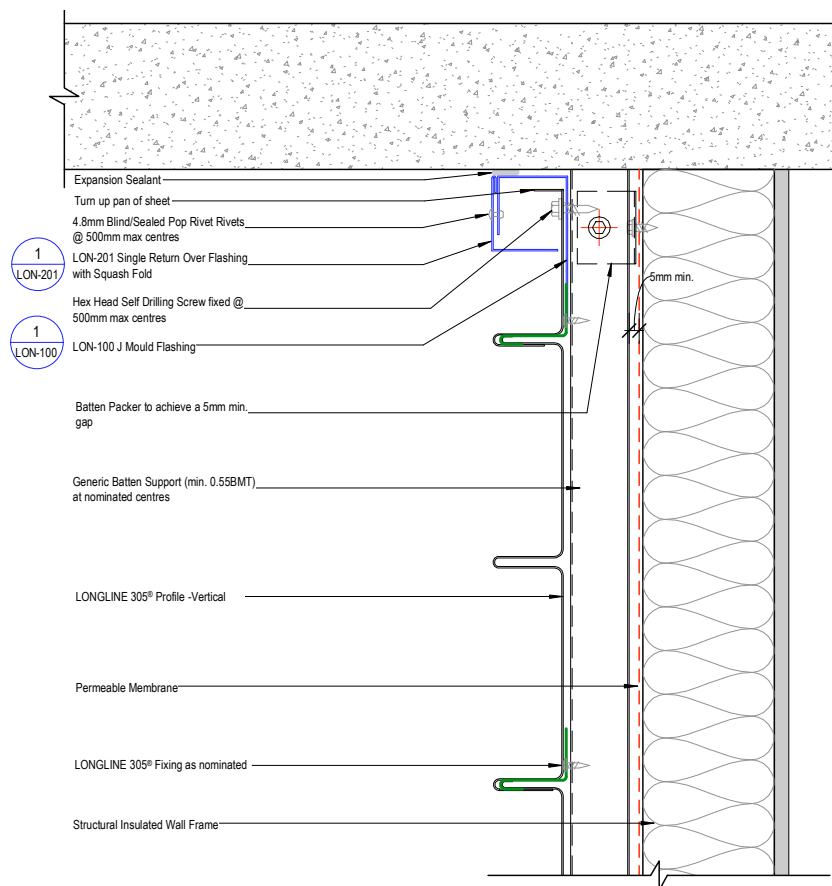 Expansion Sealant
Turn up pan of sheet
4.8mm Blind/Sealed Pop Rivet Rivets
@ 500mm max centres
1
LON-201
LON-201 Single Return Over Flashing
with Squash Fold
5mm min.
Hex Head Self Drilling Screw fixed @
500mm max centres
1
LON-100
LON-100 J Mould Flashing
Batten Packer to achieve a 5mm min.
gap
Generic Batten Support (min. 0.55BMT)
at nominated centres
LONGLINE 305® Profile -Vertical
Permeable Membrane
LONGLINE 305® Fixing as nominated
Structural Insulated Wall Frame